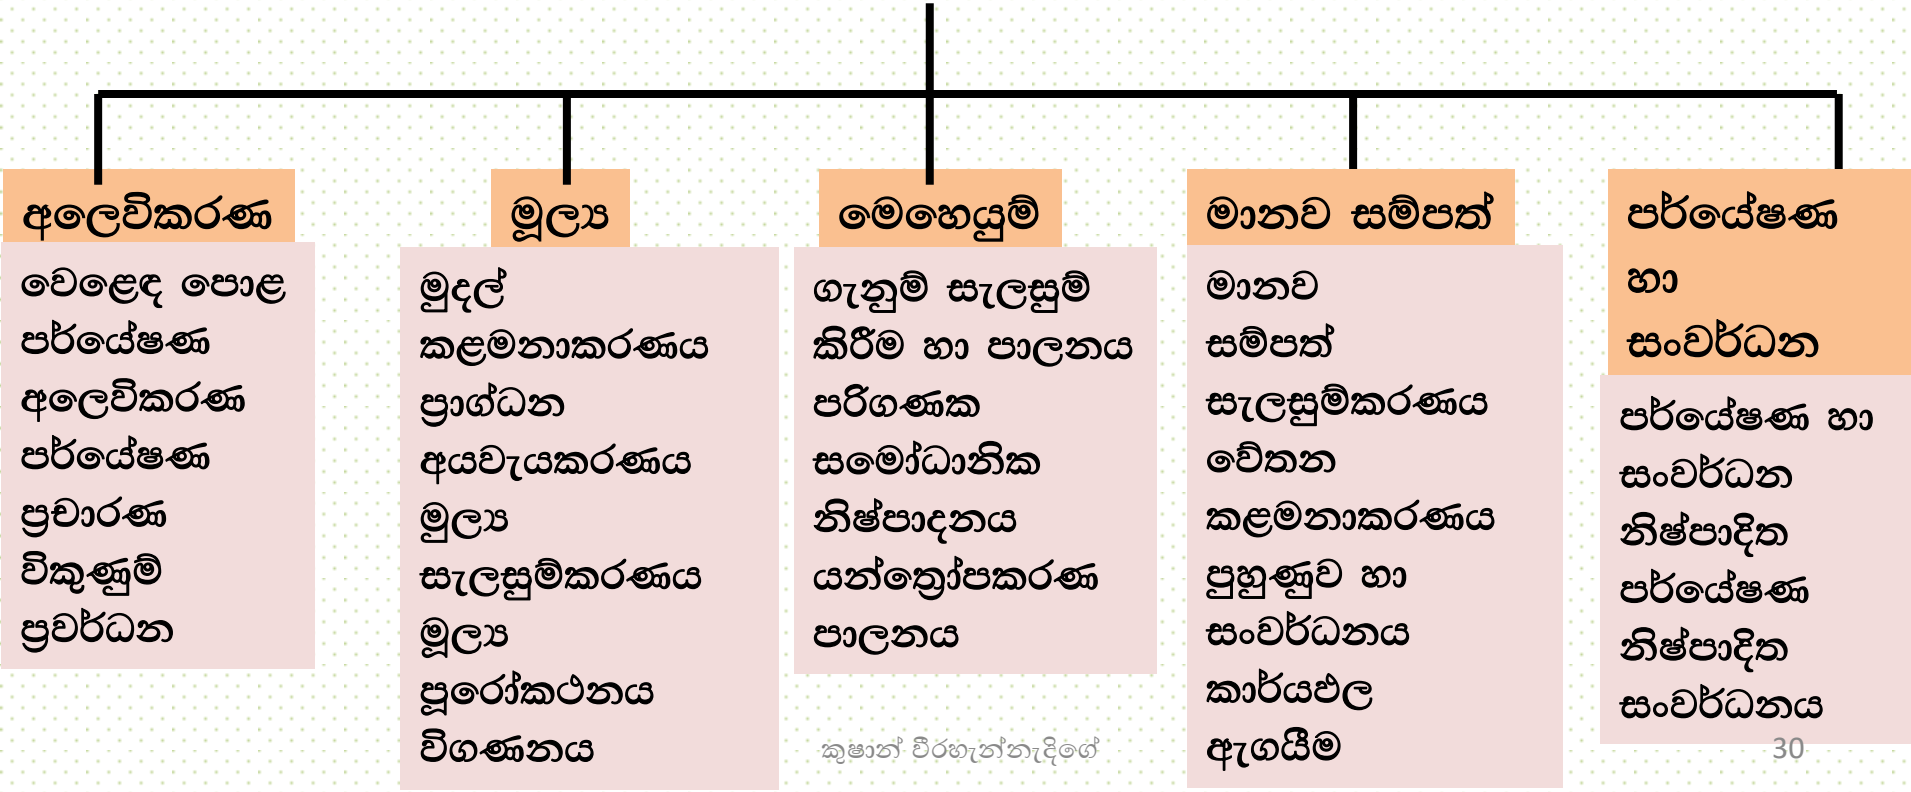 අලෙවිකරණ
වෙළෙඳ පොළ
පර්යේෂණ
අලෙවිකරණ
පර්යේෂණ
ප්‍රචාරණ
විකුණුම්
ප්‍රවර්ධන
මූල්‍ය
මුදල්
කළමනාකරණය
ප්‍රාග්ධන
අයවැයකරණය
මුල්‍ය
සැලසුම්කරණය
මූල්‍ය
පූරෝකථනය
විගණනය
මෙහෙයුම්
ගැනුම් සැලසුම්
කිරීම හා පාලනය
පරිගණක
සමෝධානික
නිෂ්පාදනය
යන්ත්‍රෝපකරණ
පාලනය
මානව සම්පත්
මානව
සම්පත්
සැලසුම්කරණය
වේතන
කළමනාකරණය
පුහුණුව හා
සංවර්ධනය
කාර්යඵල
ඇගයීම
පර්යේෂණ
හා
සංවර්ධන
පර්යේෂණ හා
සංවර්ධන
නිෂ්පාදිත
පර්යේෂණ
නිෂ්පාදිත
සංවර්ධනය
කුෂාන් වීරහැන්නැදිගේ
30